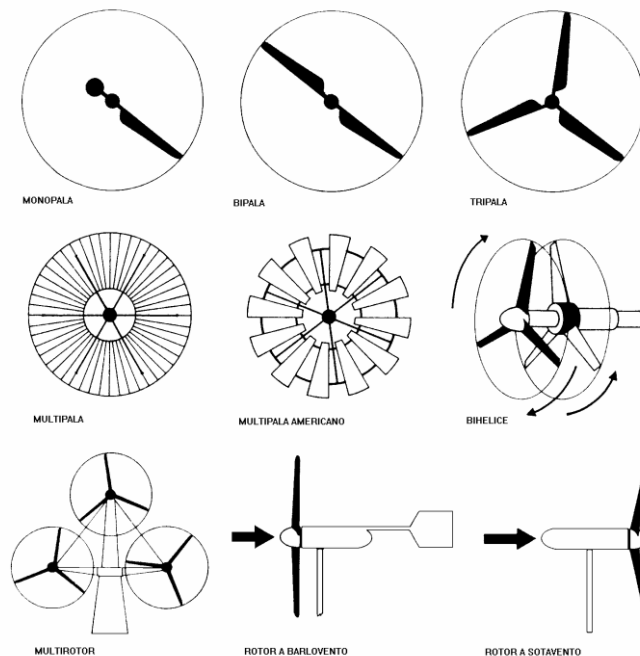 MONOPALA
BIPALA
TRIPALA
MULTIPALA
MULTIPALA AMERICANO
BIHELICE
MULTIROTOR
ROTOR A BARLOVENTO
ROTOR A SOTAVENTO